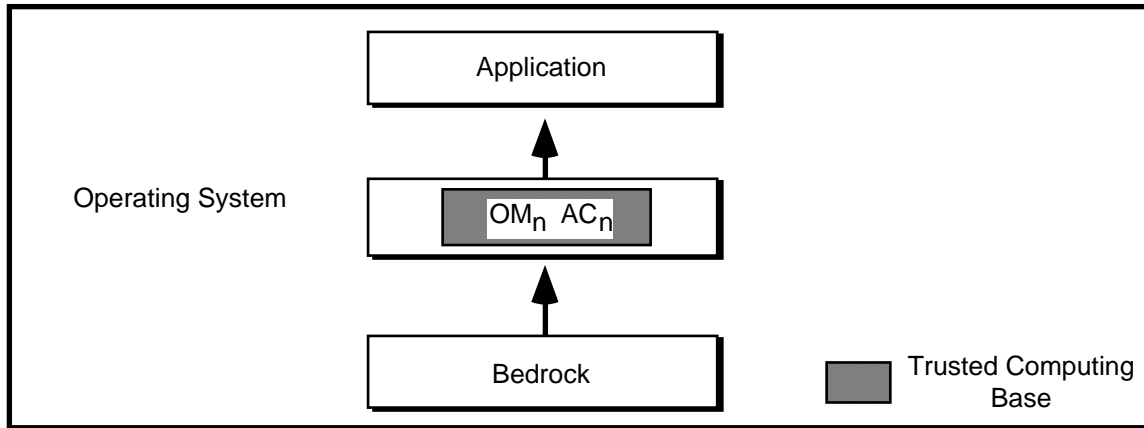 Application
Operating System
OMn ACn
Bedrock
Trusted Computing
Base